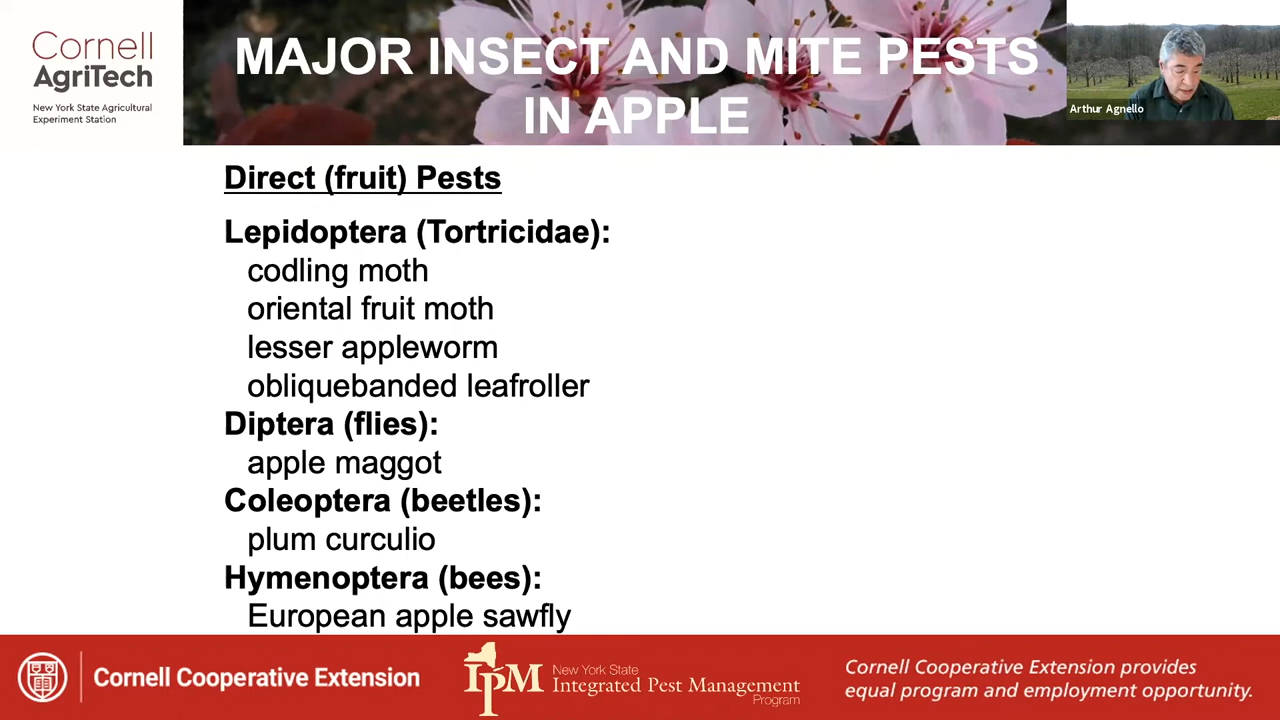 Cornell
AgriTech
New York State Agricultural
Experiment Station
MAJOR INSECT AND MITE PESTS
IN APPLE
Arthur Agnello
Direct (fruit) Pests
Lepidoptera (Tortricidae):
codling moth
oriental fruit moth
lesser appleworm
obliquebanded leafroller
Diptera (flies):
apple maggot
Coleoptera (beetles):
plum curculio
Hymenoptera (bees):
European apple sawfly
Cornell Cooperative Extension
IPM
New York State
Integrated Pest Management
Program
Cornell Cooperative Extension provides
equal program and employment opportunity.